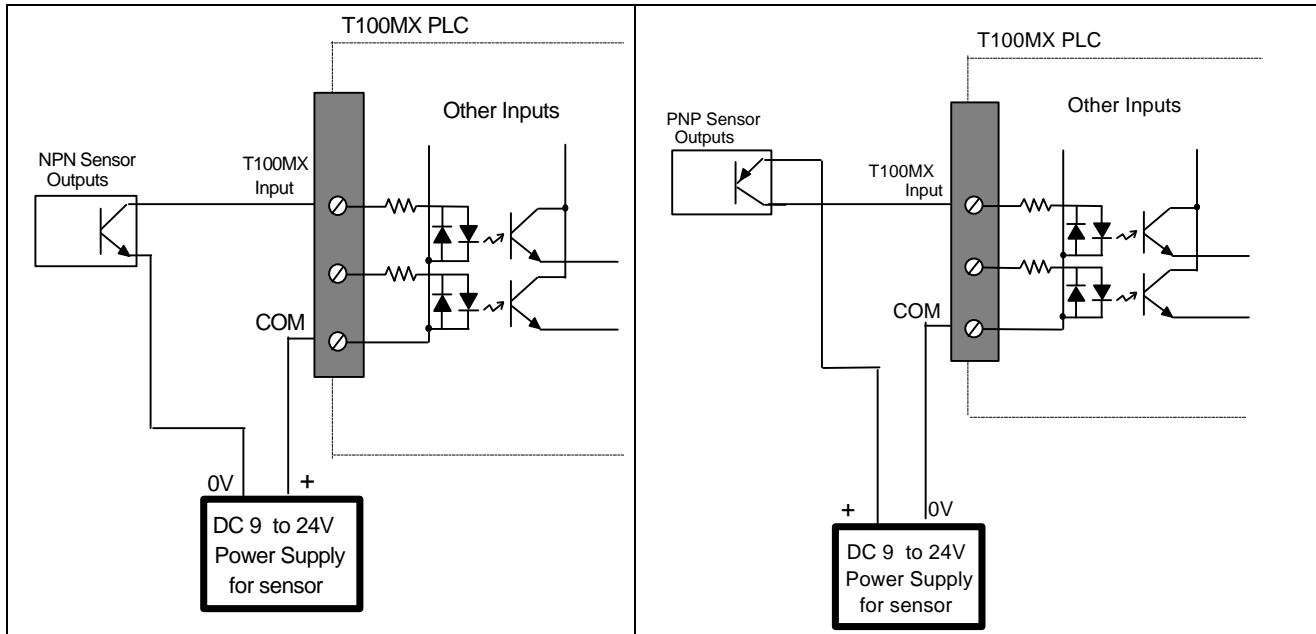 T100MX PLC
Other Inputs
NPN Sensor
Outputs
T100MX
Input
COM
0V
+
DC 9 to 24V
Power Supply
for sensor
T100MX PLC
Other Inputs
PNP Sensor
Outputs
T100MX
Input
COM
+
0V
DC 9 to 24V
Power Supply
for sensor